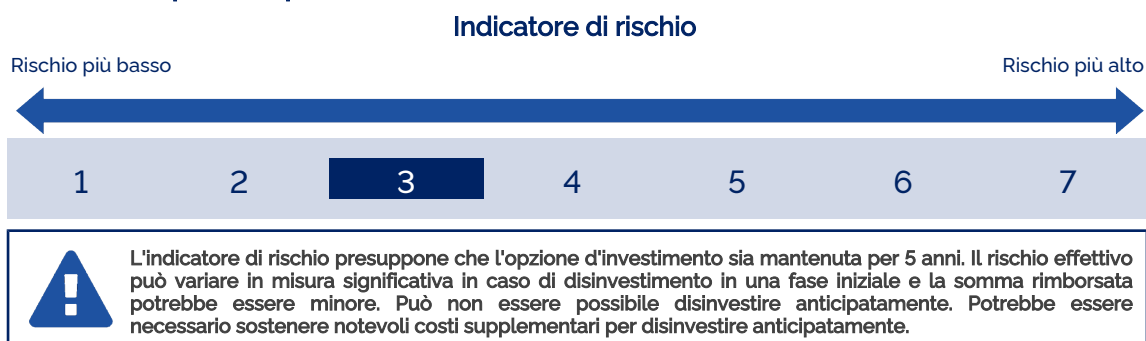 Indicatore di rischio
Rischio più basso
Rischio più alto
1 2 3 4 5 6 7
L'indicatore di rischio presuppone che l'opzione d'investimento sia mantenuta per 5 anni. Il rischio effettivo
può variare in misura significativa in caso di disinvestimento in una fase iniziale e la somma rimborsata
potrebbe essere minore. Può non essere possibile disinvestire anticipatamente. Potrebbe essere
necessario sostenere notevoli costi supplementari per disinvestire anticipatamente.